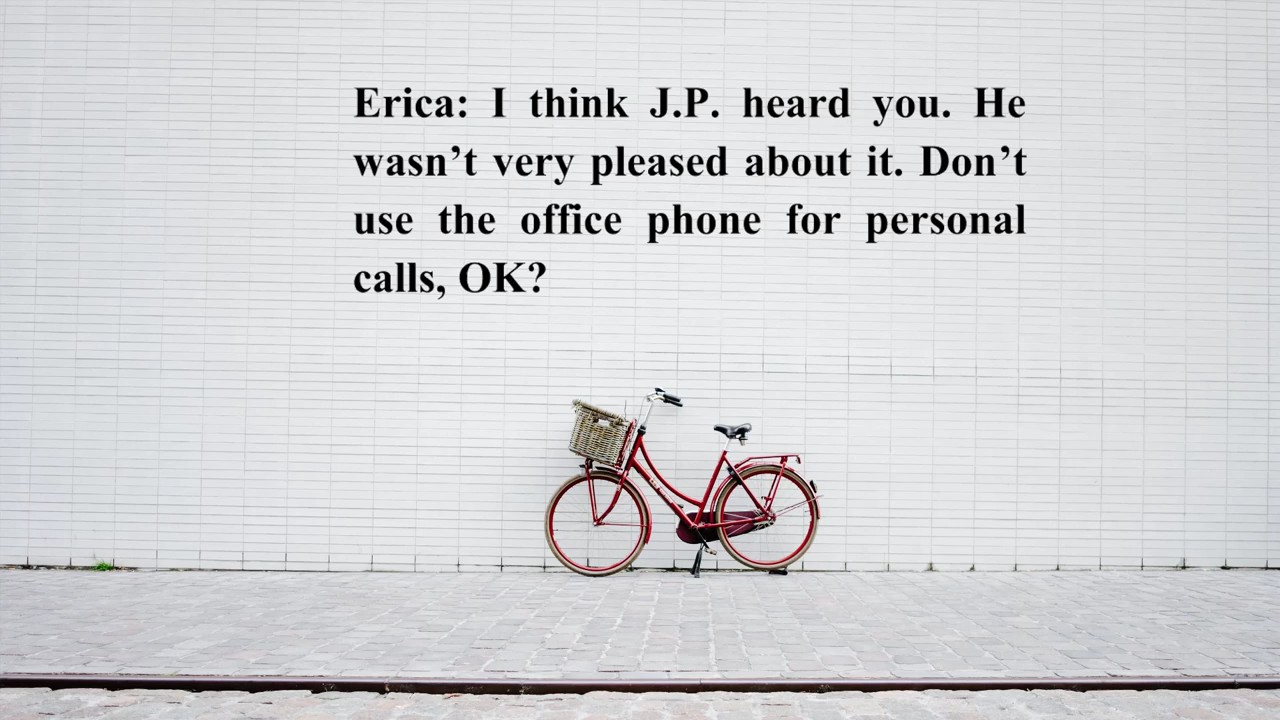 Erica: I think J.P. heard you. He
wasn’t very pleased about it. Don’t
use the office phone for personal
calls, OK?